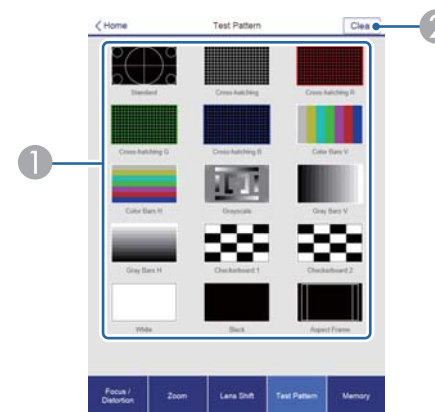 Home Test Pattern Clea
2
Standard Cross-hatching Cross-hatching R
1
Cross-hatching G Cross-hatching B Color Bars V
Color Bars H Grayscale Gray Bars V
Gray Bars H Checkerboard 1 Checkerboard 2
White Black Aspect Frame
Focus / Distortion Zoom Lens Shift Test Pattern Memory